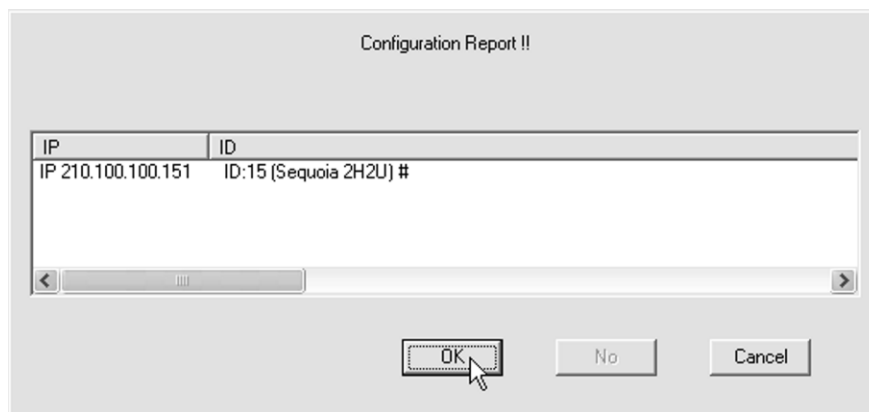 Configuration Report !!
IP ID
IP 210.100.100.151 ID:15 (Sequoia 2H2U) #
OK No Cancel